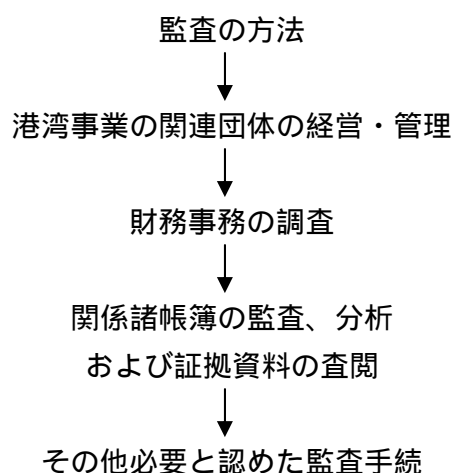 監査の方法
港湾事業の関連団体の経営・管理
財務事務の調査
関係諸帳簿の監査、分析
および証拠資料の査閲
その他必要と認めた監査手続